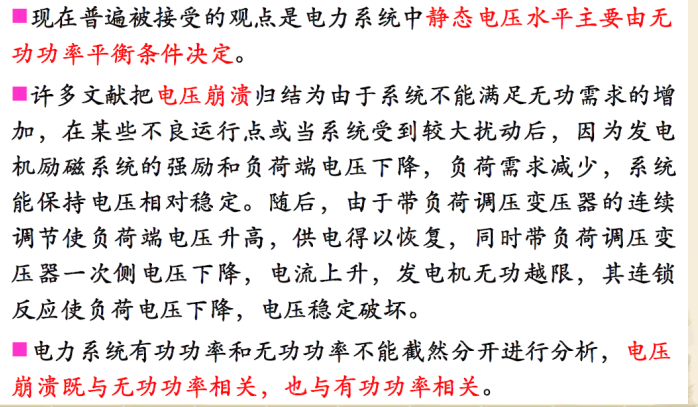 ■现在普遍被接受的观点是电力系统中静态电压水平主要由无
功功率平衡条件决定。
■许多文献把电压崩溃归结为由于系统不能满足无功需求的增
加，在某些不良运行点或当系统受到较大扰动后，因为发电
机励磁系统的强励和负荷端电压下降，负荷需求减少，系统
能保持电压相对稳定。随后，由于带负荷调压变压器的连续
调节使负荷端电压升高，供电得以恢复，同时带负荷调压变
压器一次侧电压下降，电流上升，发电机无功越限，其连锁
反应使负荷电压下降，电压稳定破坏。
■电力系统有功功率和无功功率不能截然分开进行分析，电压
崩溃既与无功功率相关，也与有功功率相关。